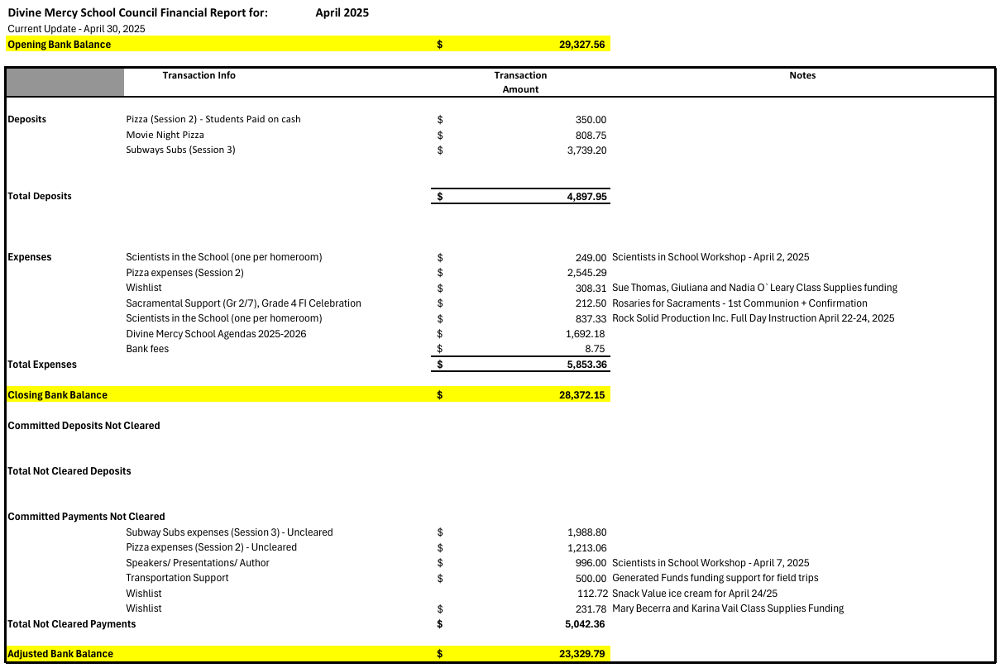 Divine Mercy School Council Financial Report for: April 2025
Current Update - April 30, 2025
Opening Bank Balance $ 29,327.56
Transaction Info Transaction Amount Notes
Deposits Pizza (Session 2) - Students Paid on cash $ 350.00
Movie Night Pizza $ 808.75
Subways Subs (Session 3) $ 3,739.20
Total Deposits $ 4,897.95
Expenses Scientists in the School (one per homeroom) $ 249.00 Scientists in School Workshop - April 2, 2025
Pizza expenses (Session 2) $ 2,545.29
Wishlist $ 308.31 Sue Thomas, Giuliana and Nadia O`Leary Class Supplies funding
Sacramental Support (Gr 2/7), Grade 4 FI Celebration $ 212.50 Rosaries for Sacraments - 1st Communion + Confirmation
Scientists in the School (one per homeroom) $ 837.33 Rock Solid Production Inc. Full Day Instruction April 22-24, 2025
Divine Mercy School Agendas 2025-2026 $ 1,692.18
Bank fees $ 8.75
Total Expenses $ 5,853.36
Closing Bank Balance $ 28,372.15
Committed Deposits Not Cleared
Total Not Cleared Deposits
Committed Payments Not Cleared
Subway Subs expenses (Session 3) - Uncleared $ 1,988.80
Pizza expenses (Session 2) - Uncleared $ 1,213.06
Speakers/ Presentations/ Author $ 996.00 Scientists in School Workshop - April 7, 2025
Transportation Support $ 500.00 Generated Funds funding support for field trips
Wishlist 112.72 Snack Value ice cream for April 24/25
Wishlist $ 231.78 Mary Becerra and Karina Vail Class Supplies Funding
Total Not Cleared Payments $ 5,042.36
Adjusted Bank Balance $ 23,329.79